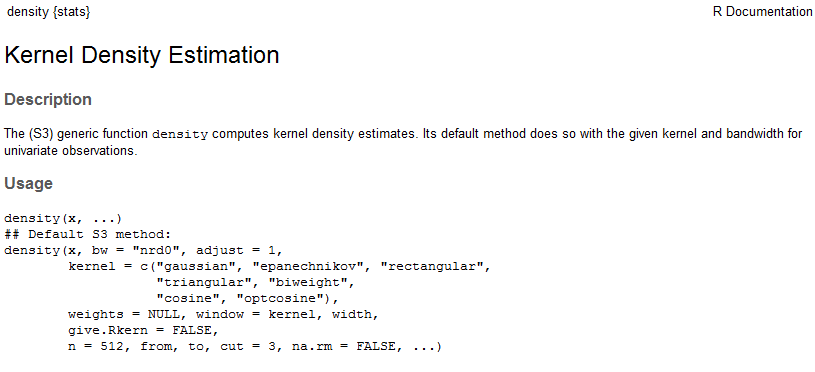 density {stats}
R Documentation
Kernel Density Estimation
Description
The (S3) generic function density computes kernel density estimates. Its default method does so with the given kernel and bandwidth for
univariate observations.
Usage
density(x, ...)
## Default S3 method:
density(x, bw = "nrd0", adjust = 1,
        kernel = c("gaussian", "epanechnikov", "rectangular",
                   "triangular", "biweight",
                   "cosine", "optcosine"),
        weights = NULL, window = kernel, width,
        give.Rkern = FALSE,
        n = 512, from, to, cut = 3, na.rm = FALSE, ...)